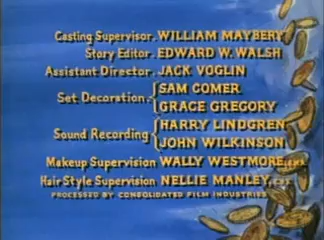 Casting Supervisor. WILLIAM MAYBERY
Story Editor. EDWARD W. WALSH
Assistant Director. JACK VOGLIN
Set Decoration. SAM COMER
GRACE GREGORY
Sound Recording HARRY LINDGREN
JOHN WILKINSON
Makeup Supervision WALLY WESTMORE
Hair Style Supervision NELLIE MANLEY
PROCESSED BY CONSOLIDATED FILM INDUSTRIES